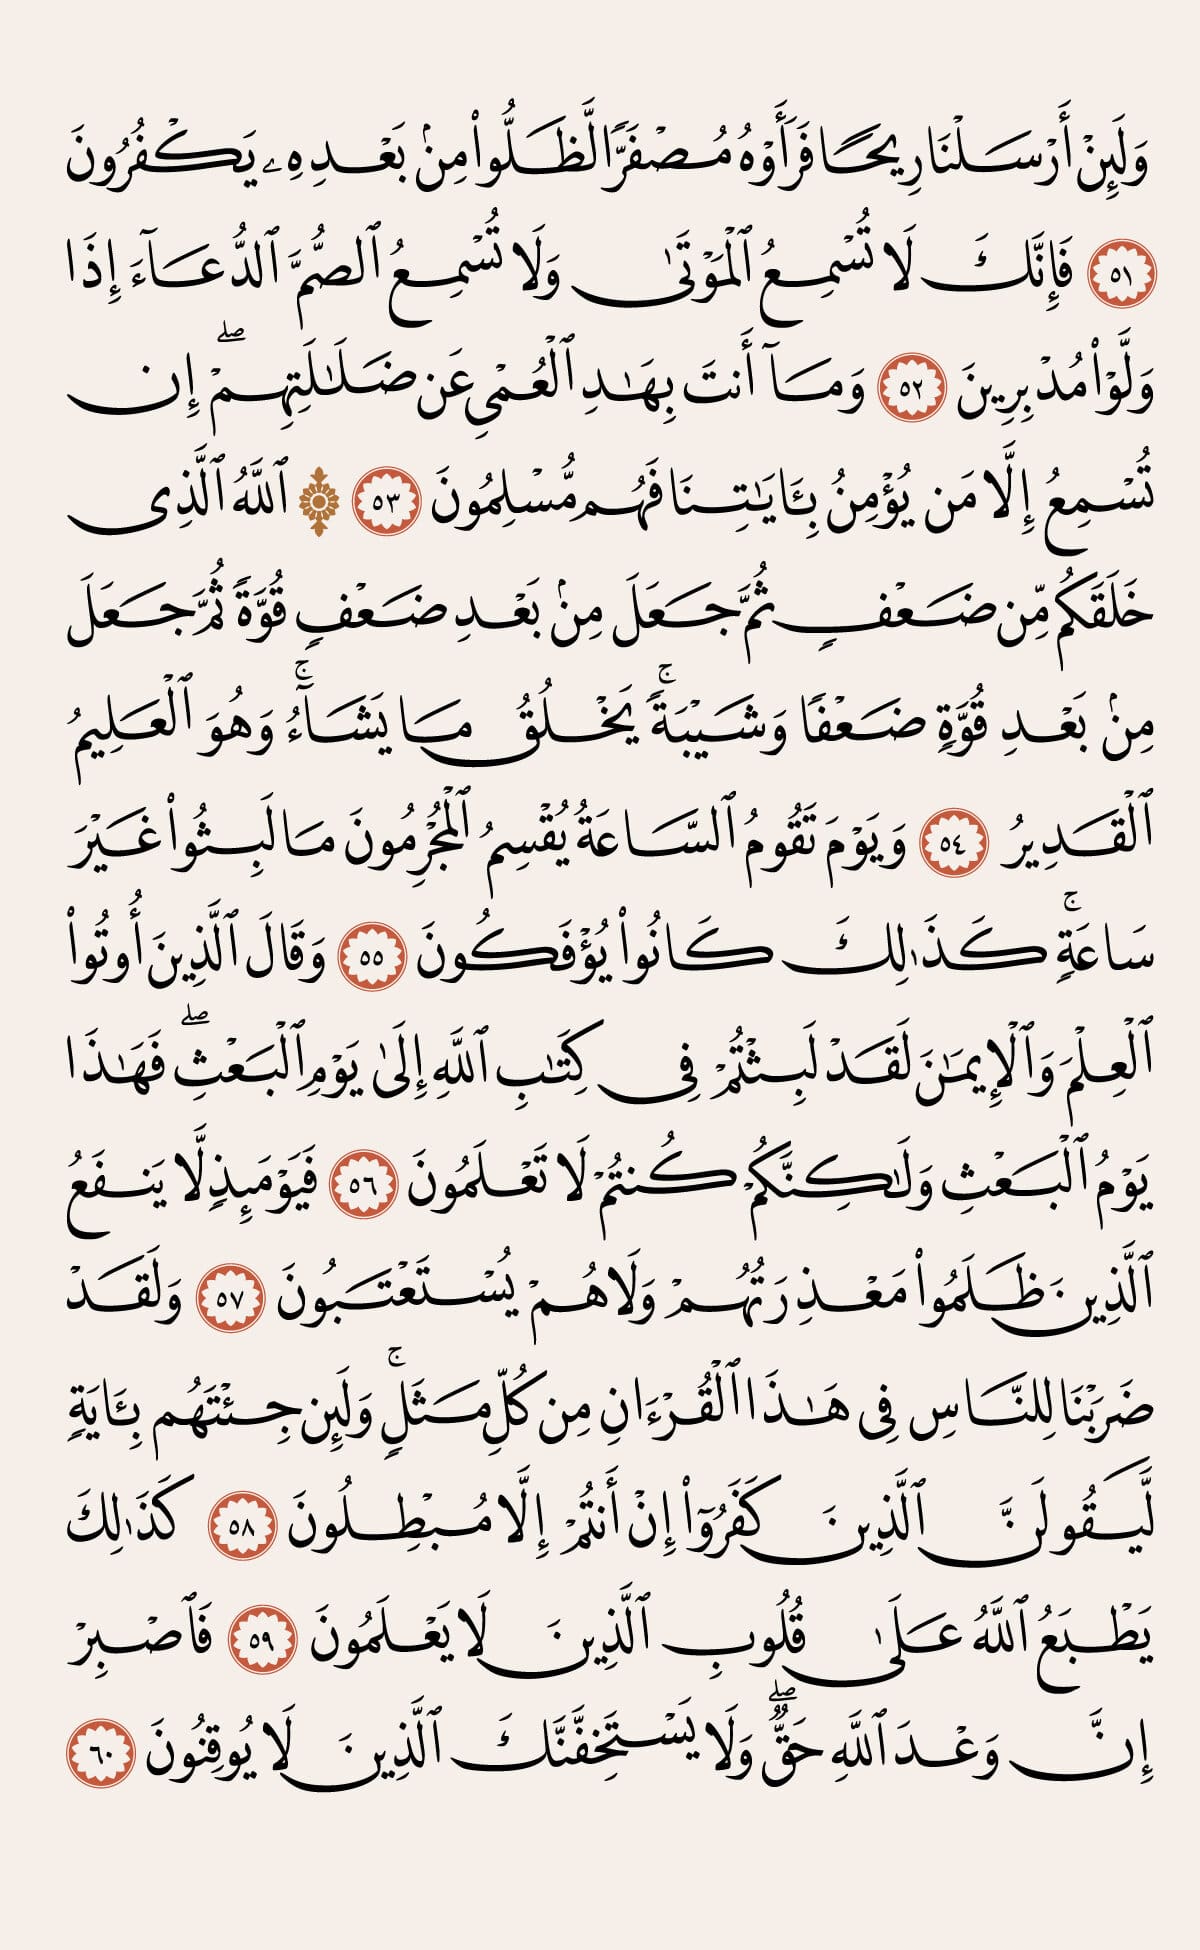 وَلَئِنْ أَرْسَلْنَا رِيحًا فَرَأَوْهُ مُصْفَرًّا لَّظَلُّوا۟ مِنۢ بَعْدِهِۦ يَكْفُرُونَ
٥١ فَإِنَّكَ لَا تُسْمِعُ ٱلْمَوْتَىٰ وَلَا تُسْمِعُ ٱلصُّمَّ ٱلدُّعَآءَ إِذَا
وَلَّوْا۟ مُدْبِرِينَ ٥٢ وَمَآ أَنتَ بِهَـٰدِ ٱلْعُمْىِ عَن ضَلَـٰلَتِهِمْ ۖ إِن
تُسْمِعُ إِلَّا مَن يُؤْمِنُ بِـَٔايَـٰتِنَا فَهُم مُّسْلِمُونَ ٥٣ ۞ ٱللَّهُ ٱلَّذِى
خَلَقَكُم مِّن ضَعْفٍ ثُمَّ جَعَلَ مِنۢ بَعْدِ ضَعْفٍ قُوَّةً ثُمَّ جَعَلَ
مِنۢ بَعْدِ قُوَّةٍ ضَعْفًا وَشَيْبَةً ۚ يَخْلُقُ مَا يَشَآءُ ۚ وَهُوَ ٱلْعَلِيمُ
ٱلْقَدِيرُ ٥٤ وَيَوْمَ تَقُومُ ٱلسَّاعَةُ يُقْسِمُ ٱلْمُجْرِمُونَ مَا لَبِثُوا۟ غَيْرَ
سَاعَةٍ ۚ كَذَٰلِكَ كَانُوا۟ يُؤْفَكُونَ ٥٥ وَقَالَ ٱلَّذِينَ أُوتُوا۟
ٱلْعِلْمَ وَٱلْإِيمَـٰنَ لَقَدْ لَبِثْتُمْ فِى كِتَـٰبِ ٱللَّهِ إِلَىٰ يَوْمِ ٱلْبَعْثِ ۖ فَهَـٰذَا
يَوْمُ ٱلْبَعْثِ وَلَـٰكِنَّكُمْ كُنتُمْ لَا تَعْلَمُونَ ٥٦ فَيَوْمَئِذٍ لَّا يَنفَعُ
ٱلَّذِينَ ظَلَمُوا۟ مَعْذِرَتُهُمْ وَلَا هُمْ يُسْتَعْتَبُونَ ٥٧ وَلَقَدْ
ضَرَبْنَا لِلنَّاسِ فِى هَـٰذَا ٱلْقُرْءَانِ مِن كُلِّ مَثَلٍ ۚ وَلَئِن جِئْتَهُم بِـَٔايَةٍ
لَّيَقُولَنَّ ٱلَّذِينَ كَفَرُوٓا۟ إِنْ أَنتُمْ إِلَّا مُبْطِلُونَ ٥٨ كَذَٰلِكَ
يَطْبَعُ ٱللَّهُ عَلَىٰ قُلُوبِ ٱلَّذِينَ لَا يَعْلَمُونَ ٥٩ فَٱصْبِرْ
إِنَّ وَعْدَ ٱللَّهِ حَقٌّ ۖ وَلَا يَسْتَخِفَّنَّكَ ٱلَّذِينَ لَا يُوقِنُونَ ٦٠